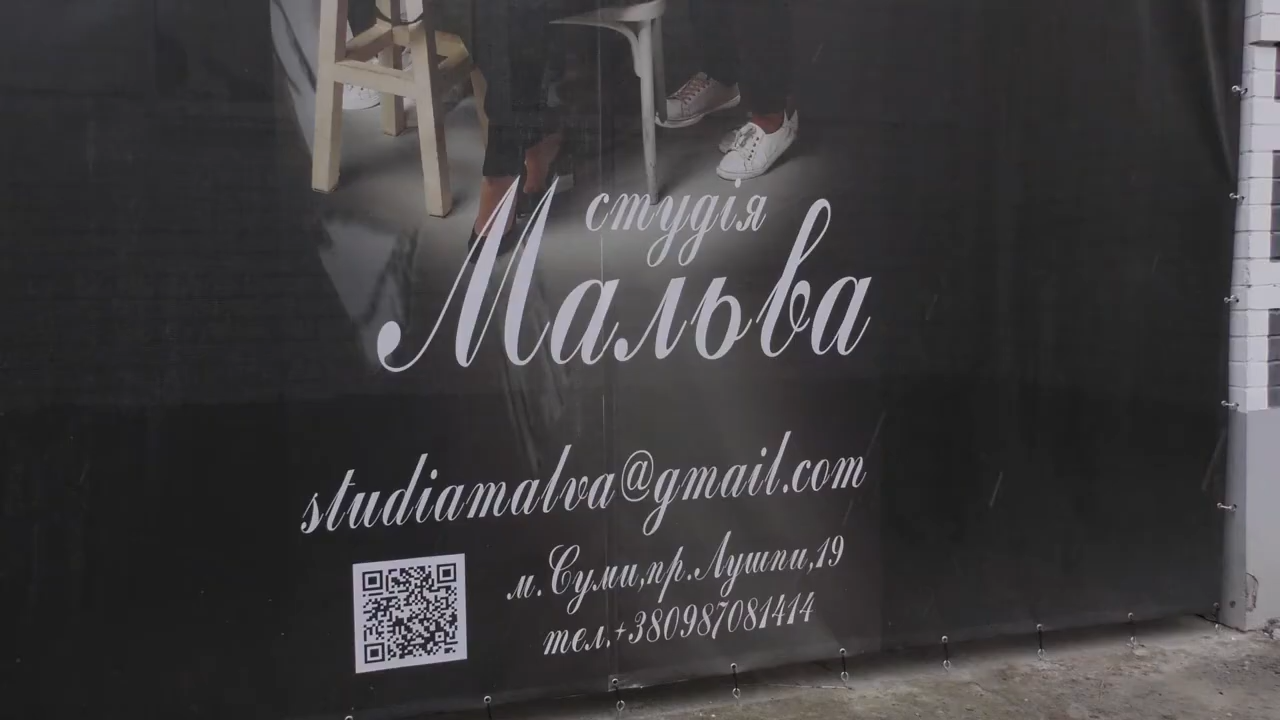 студія
Мальва
studiamalva@gmail.com
м.Суми,пр.Лушпи,19
тел.+380987081414